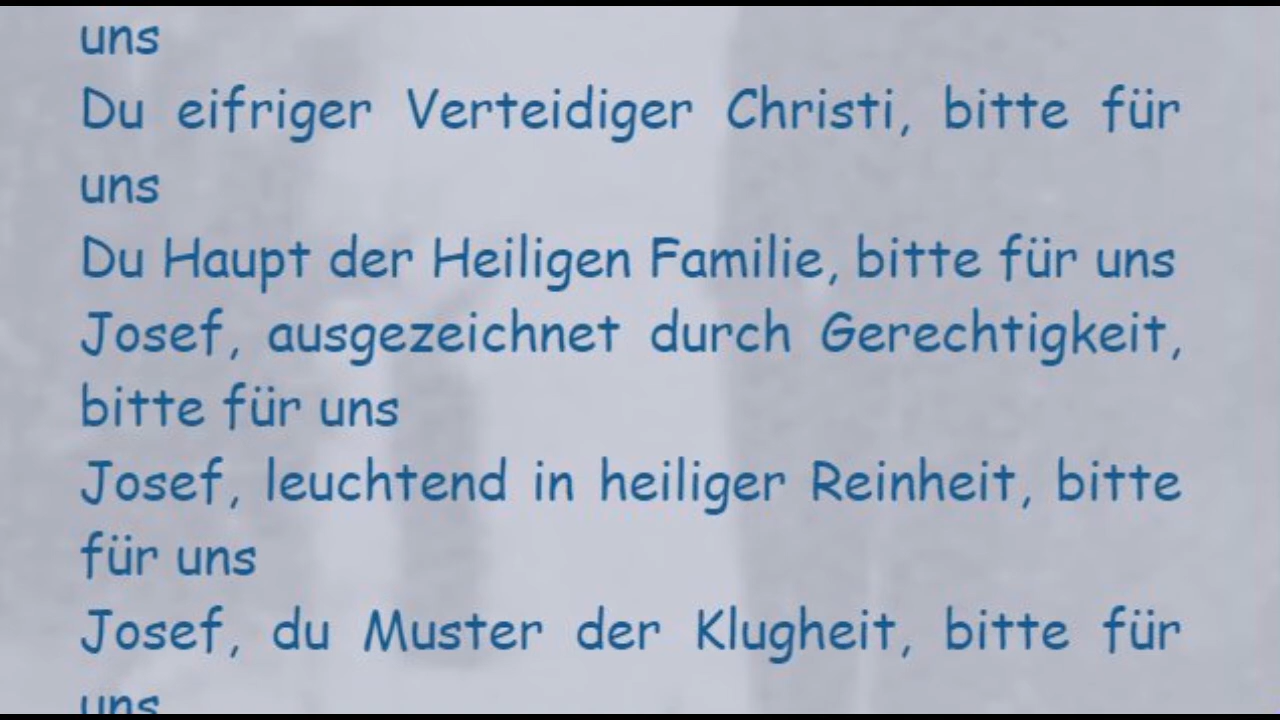 uns
Du eifriger Verteidiger Christi, bitte für
uns
Du Haupt der Heiligen Familie, bitte für uns
Josef, ausgezeichnet durch Gerechtigkeit,
bitte für uns
Josef, leuchtend in heiliger Reinheit, bitte
für uns
Josef, du Muster der Klugheit, bitte für
uns